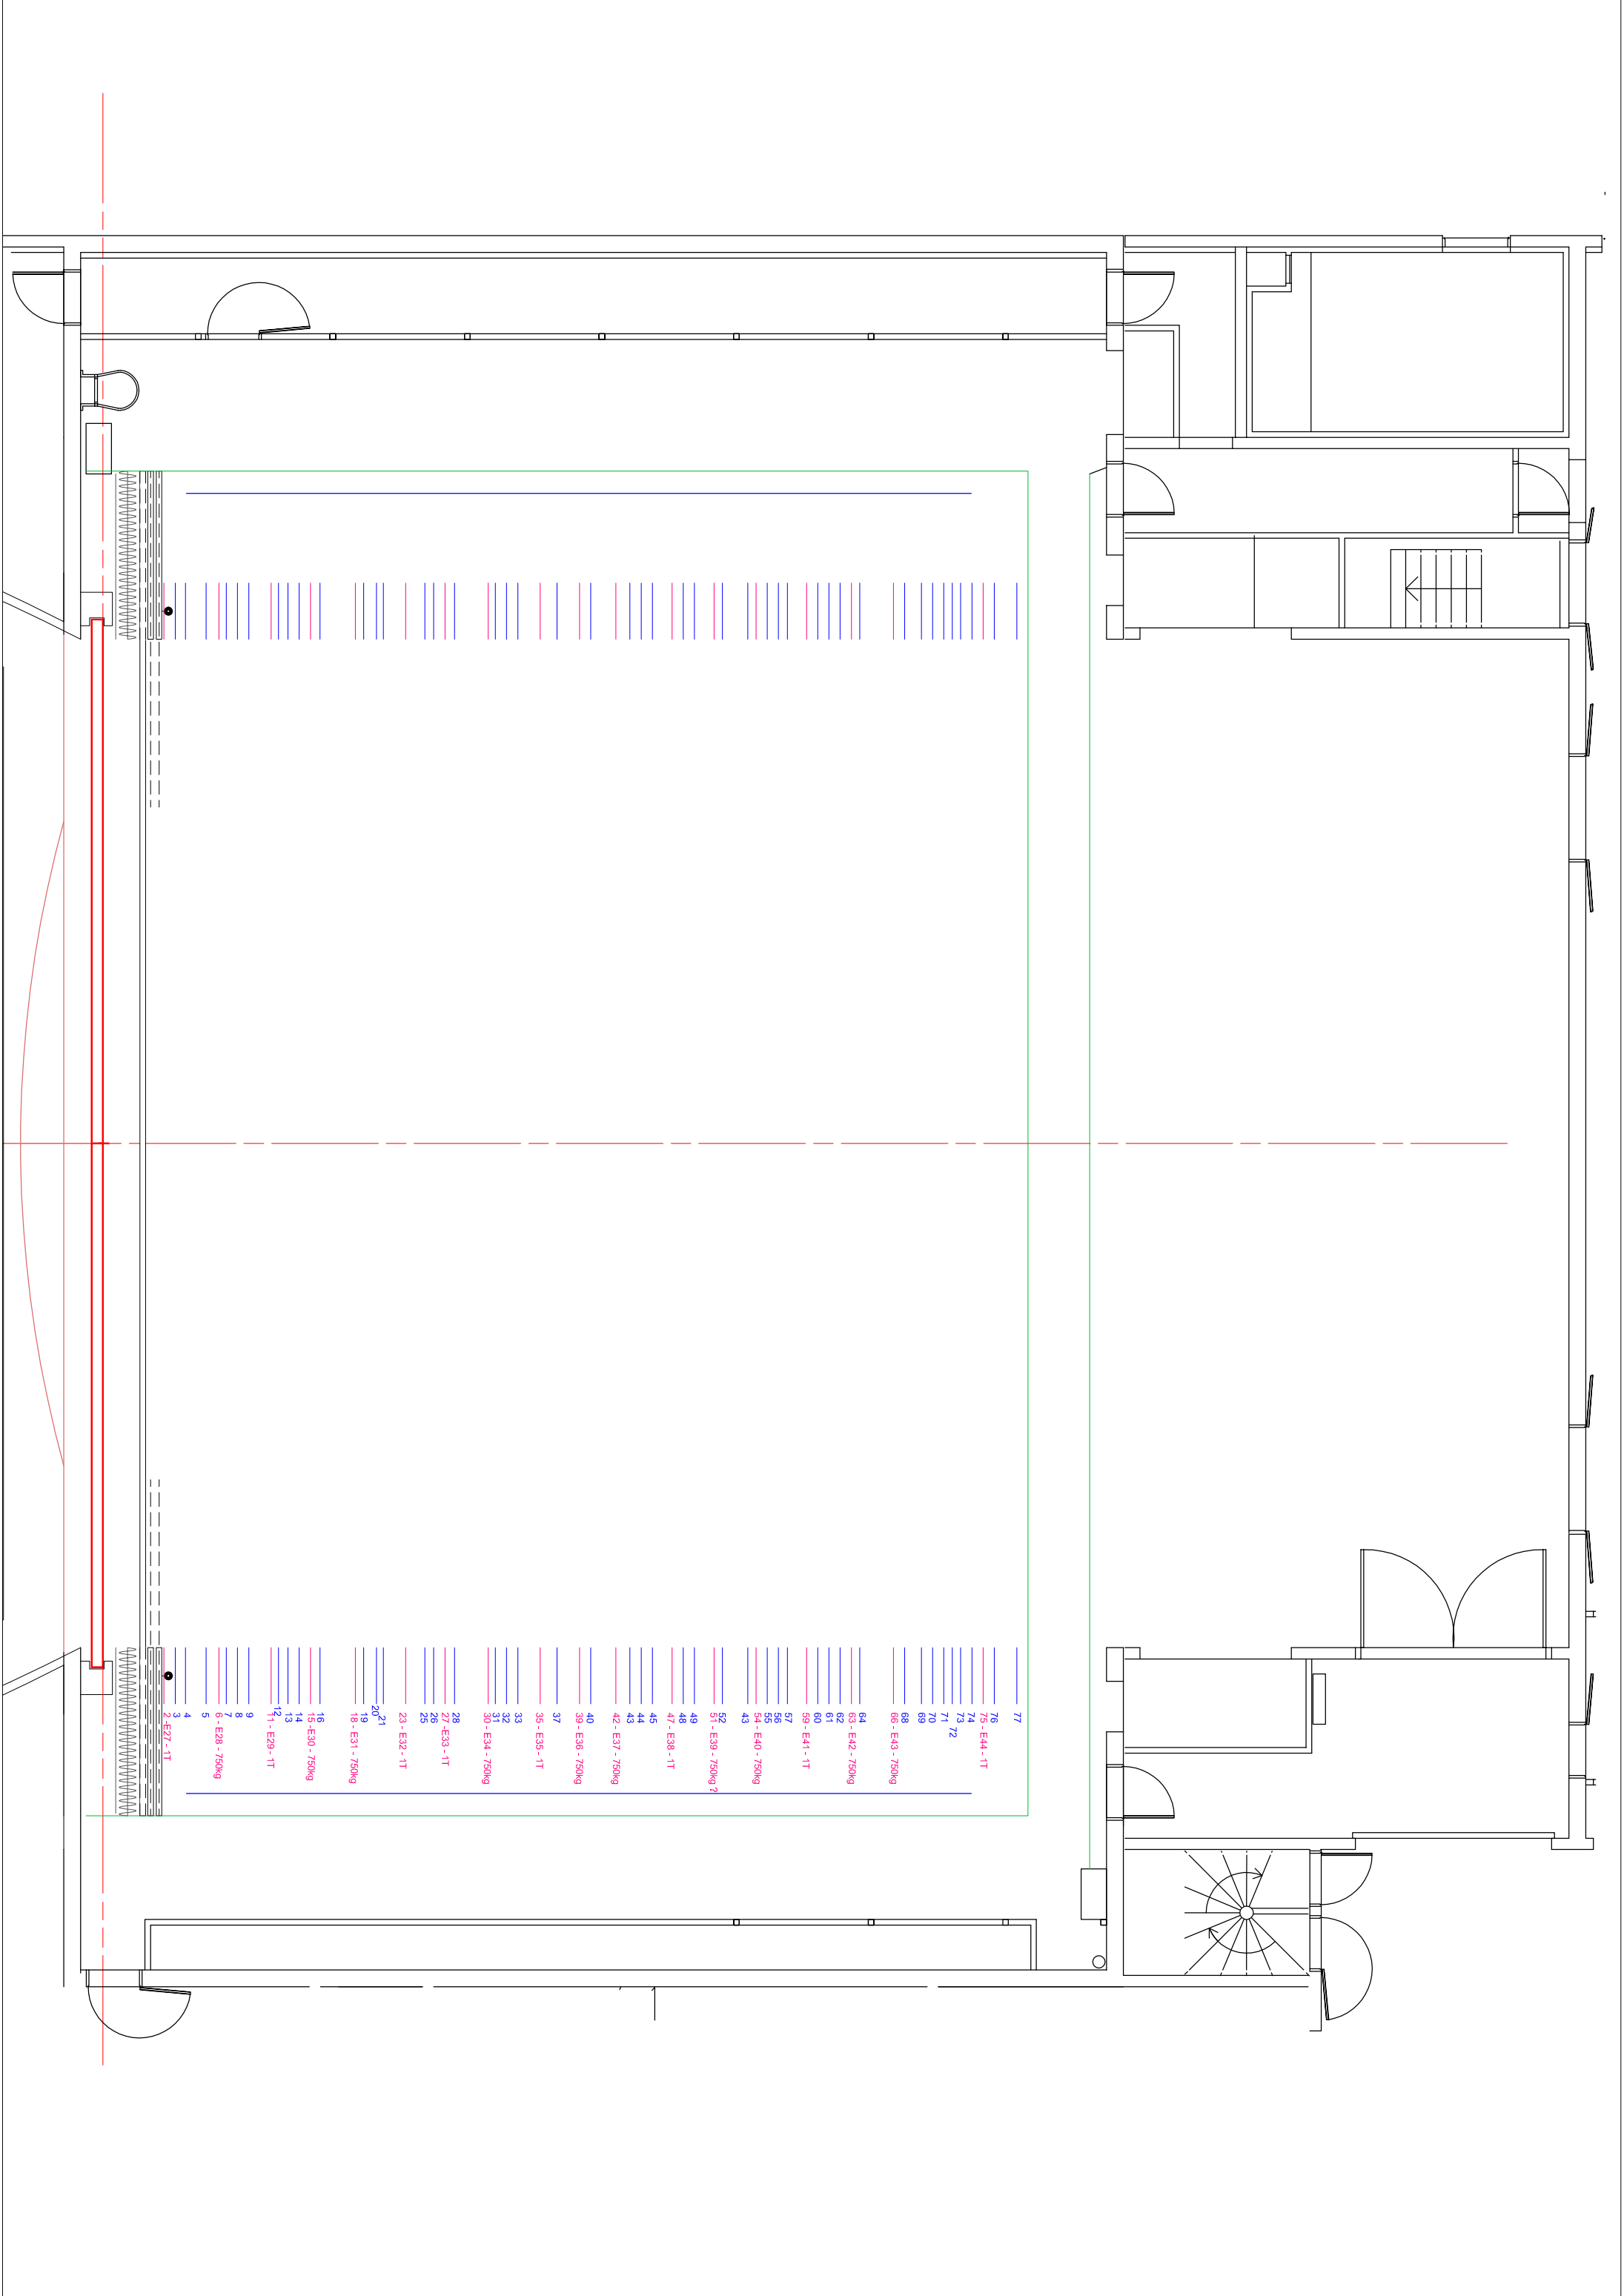 2 -E27 - 1T
3
4
5
6 - E28 - 750kg
7
8
9
11 - E29 - 1T
12
13
14
15 -E30 - 750kg
16
18 - E31 - 750kg
19
20
21
23 - E32 - 1T
25
26
27 -E33 - 1T
28
30 - E34 - 750kg
31
32
33
35 - E35 - 1T
37
39 - E36 - 750kg
40
42 - E37 - 750kg
43
44
45
47 - E38 - 1T
48
49
51 - E39 - 750kg ?
52
43
54 - E40 - 750kg
55
56
57
59 - E41 - 1T
60
61
62
63 - E42 - 750kg
64
66 - E43 - 750kg
68
69
70
71
72
73
74
75 - E44 - 1T
76
77